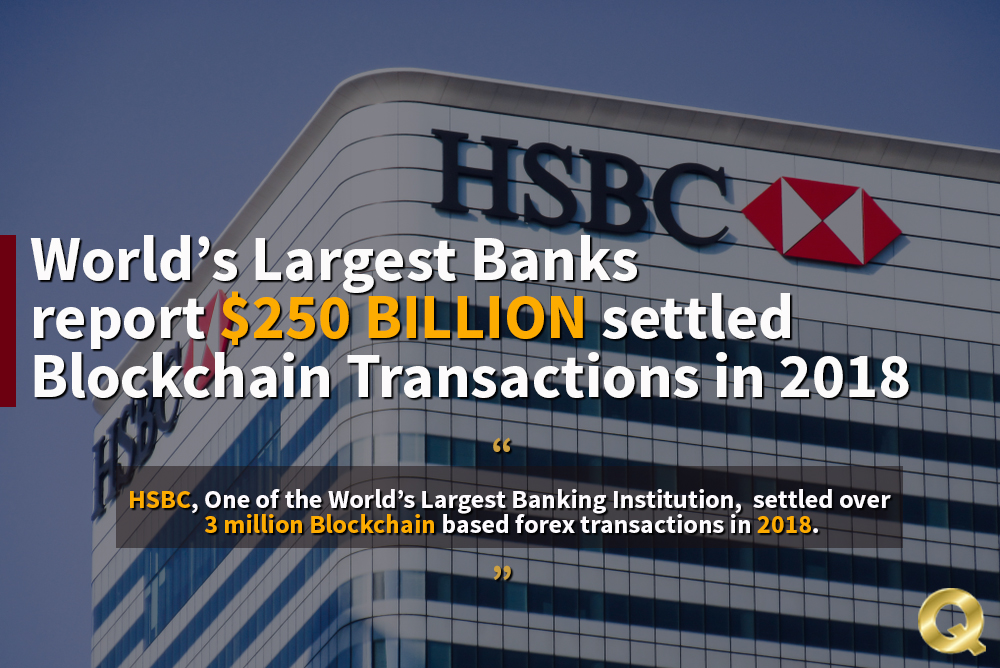 HSBC
World’s Largest Banks
report $250 BILLION settled
Blockchain Transactions in 2018
HSBC
“
HSBC, One of the World’s Largest Banking Institution, settled over
3 million Blockchain based forex transactions in 2018.
”
Q